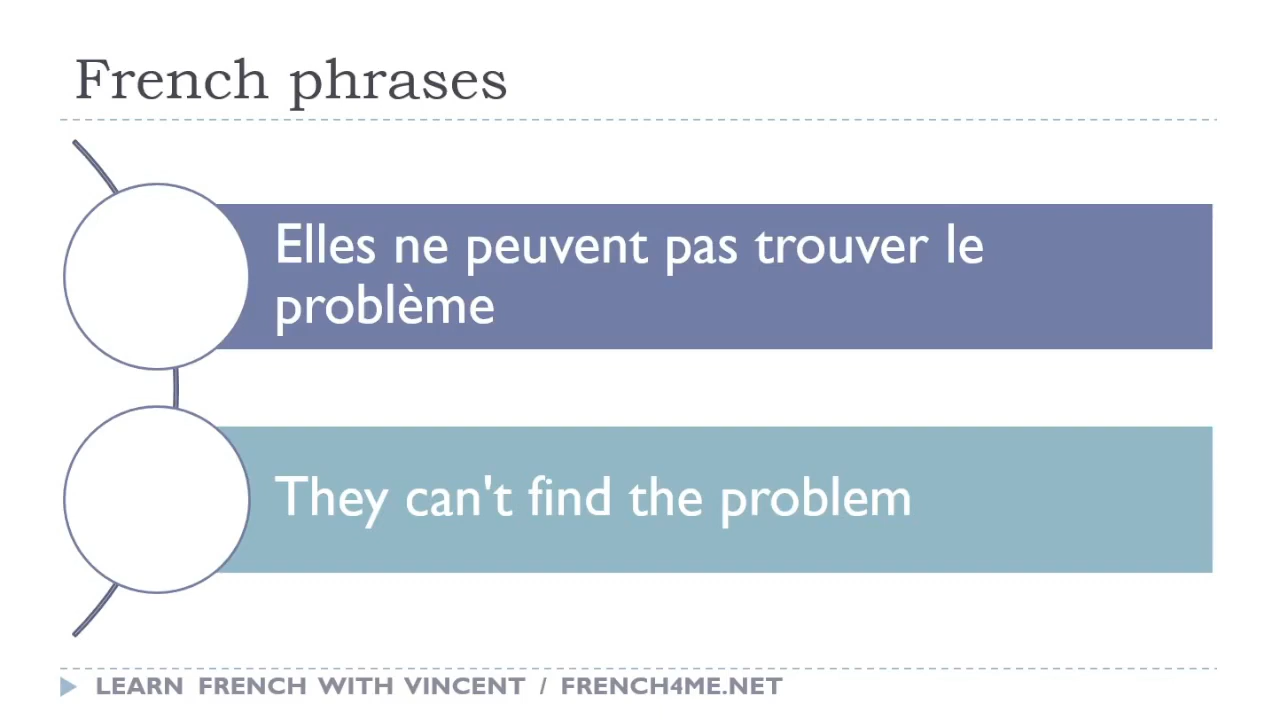 French phrases
Elles ne peuvent pas trouver le
problème
They can't find the problem
LEARN FRENCH WITH VINCENT / FRENCH4ME.NET